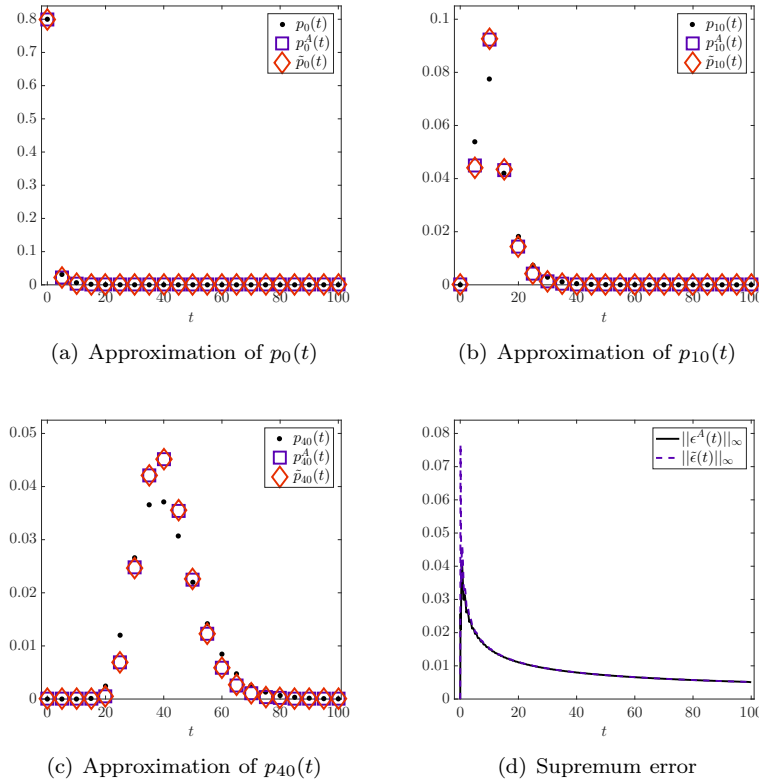 0.8
0.7
0.6
0.5
0.4
0.3
0.2
0.1
0
0 20 40 60 80 100
t
p₀(t)
p₀ᴬ(t)
p̃₀(t)
(a) Approximation of p₀(t)
0.1
0.08
0.06
0.04
0.02
0
0 20 40 60 80 100
t
p₁₀(t)
p₁₀ᴬ(t)
p̃₁₀(t)
(b) Approximation of p₁₀(t)
0.05
0.04
0.03
0.02
0.01
0
0 20 40 60 80 100
t
p₄₀(t)
p₄₀ᴬ(t)
p̃₄₀(t)
(c) Approximation of p₄₀(t)
0.08
0.07
0.06
0.05
0.04
0.03
0.02
0.01
0
0 20 40 60 80 100
t
||ϵᴬ(t)||∞
||ϵ̃(t)||∞
(d) Supremum error